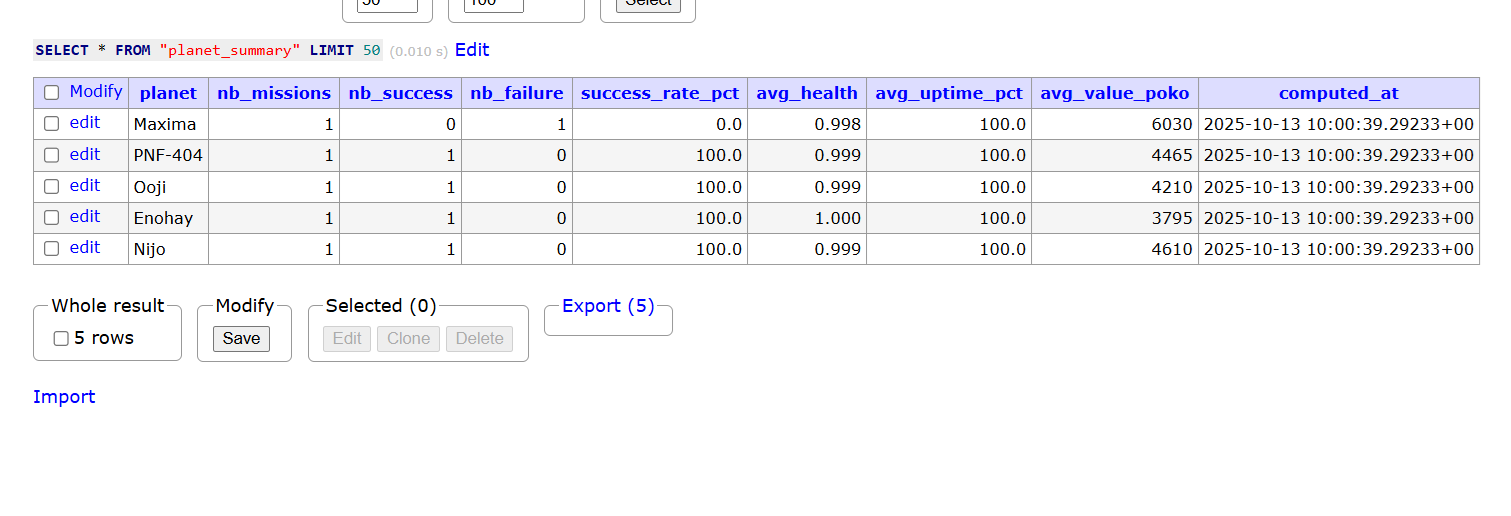 50 100 Select
SELECT * FROM "planet_summary" LIMIT 50 (0.010 s) Edit
Modify planet nb_missions nb_success nb_failure success_rate_pct avg_health avg_uptime_pct avg_value_poko computed_at
edit Maxima 1 0 1 0.0 0.998 100.0 6030 2025-10-13 10:00:39.29233+00
edit PNF-404 1 1 0 100.0 0.999 100.0 4465 2025-10-13 10:00:39.29233+00
edit Ooji 1 1 0 100.0 0.999 100.0 4210 2025-10-13 10:00:39.29233+00
edit Enohay 1 1 0 100.0 1.000 100.0 3795 2025-10-13 10:00:39.29233+00
edit Nijo 1 1 0 100.0 0.999 100.0 4610 2025-10-13 10:00:39.29233+00
Whole result Modify Selected (0) Export (5)
5 rows Save Edit Clone Delete
Import